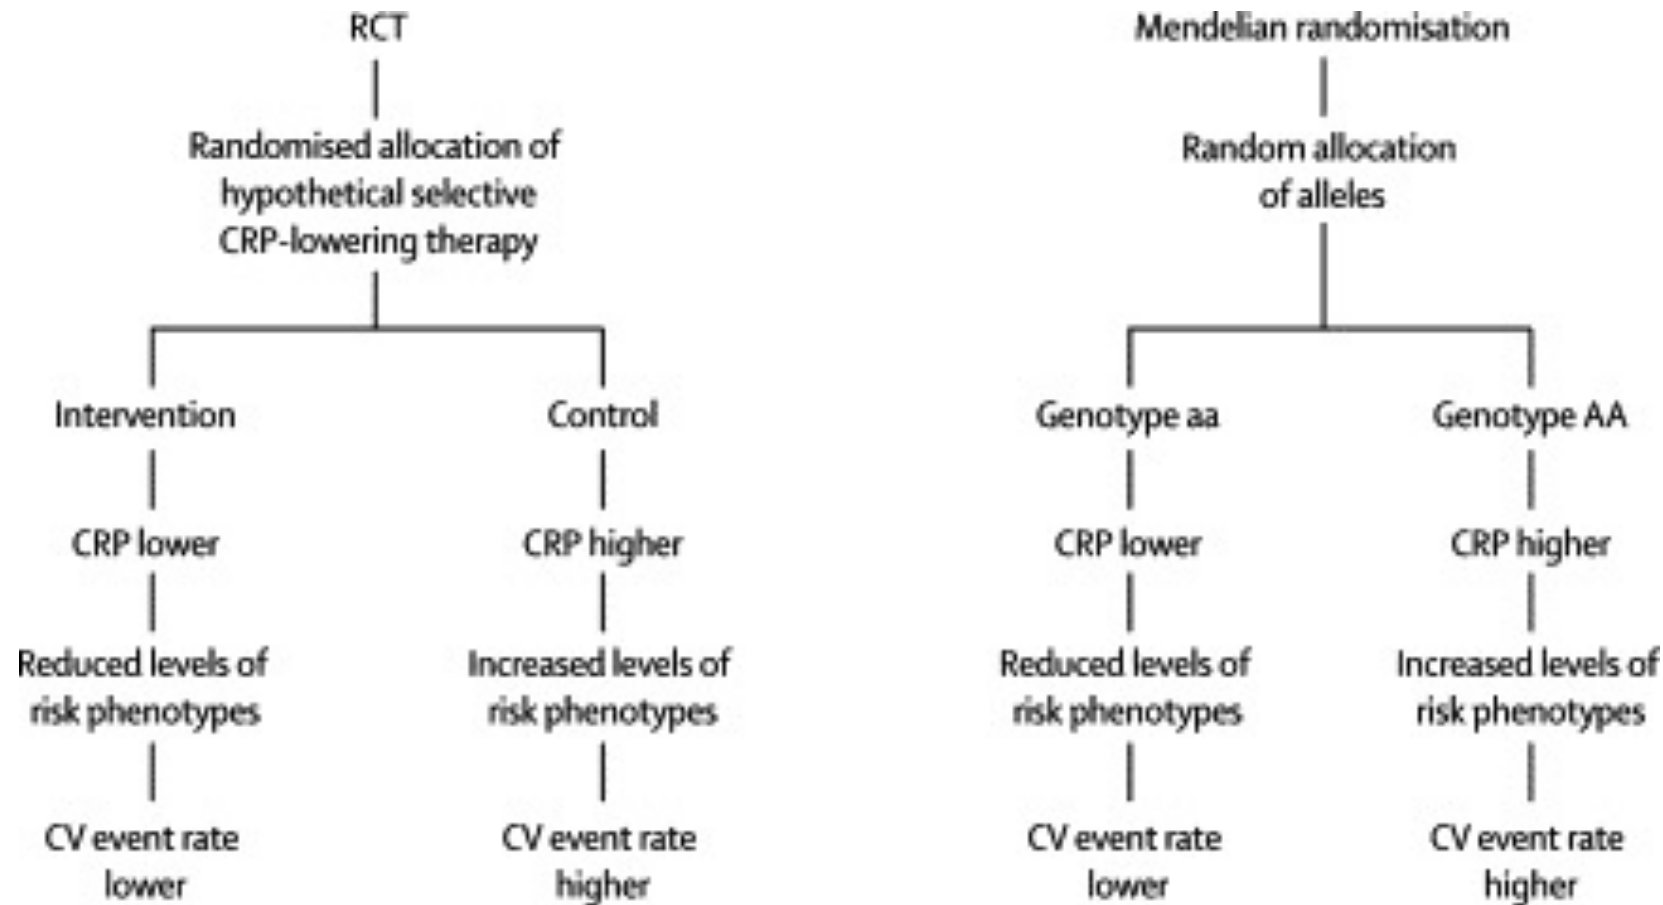 RCT
Randomised allocation of
hypothetical selective
CRP-lowering therapy
Intervention
Control
CRP lower
CRP higher
Reduced levels of
risk phenotypes
Increased levels of
risk phenotypes
CV event rate
lower
CV event rate
higher
Mendelian randomisation
Random allocation
of alleles
Genotype aa
Genotype AA
CRP lower
CRP higher
Reduced levels of
risk phenotypes
Increased levels of
risk phenotypes
CV event rate
lower
CV event rate
higher